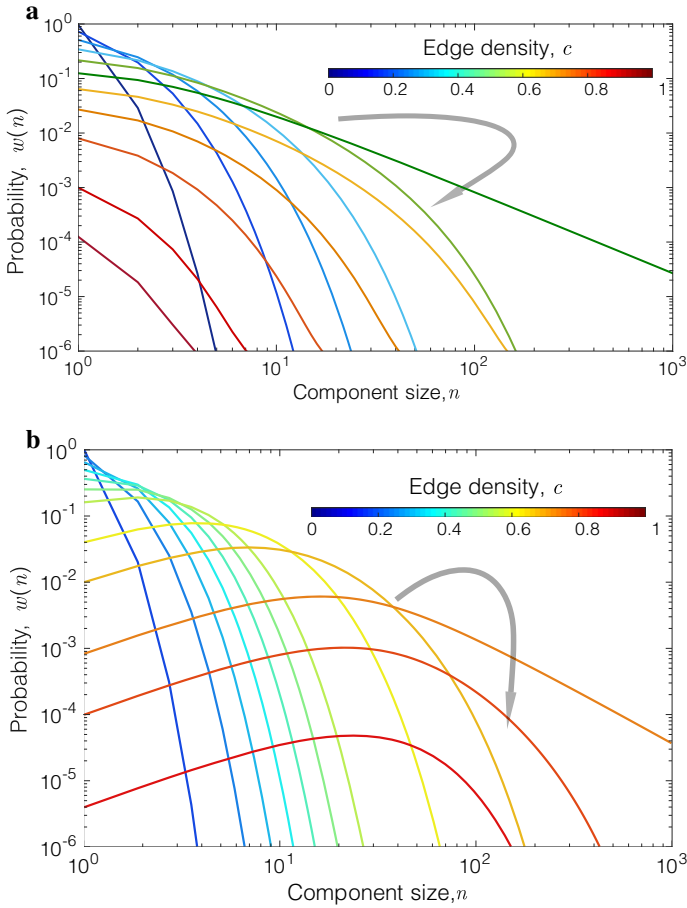 a
Edge density, c
0 0.2 0.4 0.6 0.8 1
Probability, w(n)
10^0
10^-1
10^-2
10^-3
10^-4
10^-5
10^-6
10^0 10^1 10^2 10^3
Component size, n
b
Edge density, c
0 0.2 0.4 0.6 0.8 1
Probability, w(n)
10^0
10^-1
10^-2
10^-3
10^-4
10^-5
10^-6
10^0 10^1 10^2 10^3
Component size, n